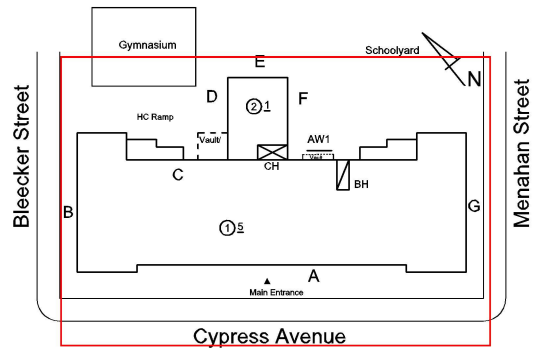 Gymnasium
Schoolyard
N
E
D
F
2 1
HC Ramp
Vault/
AW1
Vault
CH
BH
C
B
G
1 5
A
Main Entrance
Bleecker Street
Menahan Street
Cypress Avenue